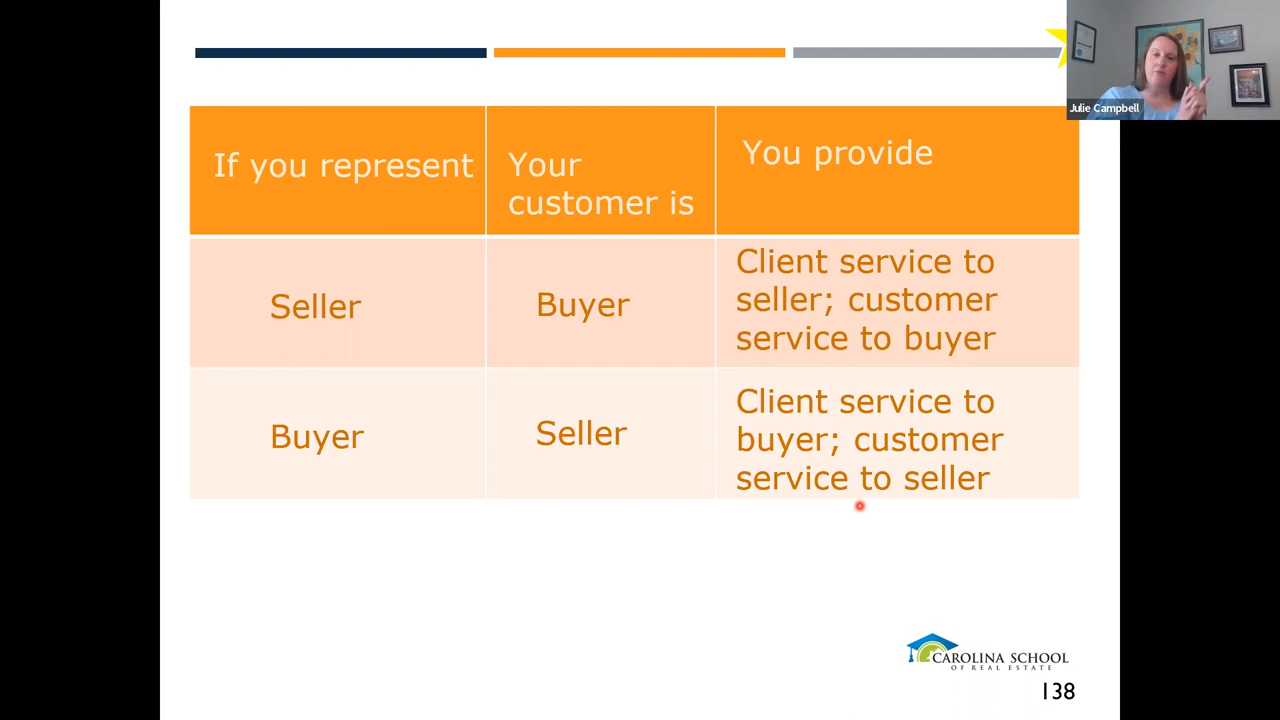 Julie Campbell
If you represent
Your
customer is
You provide
Seller
Buyer
Client service to
seller; customer
service to buyer
Buyer
Seller
Client service to
buyer; customer
service to seller
CAROLINA SCHOOL
OF REAL ESTATE
138